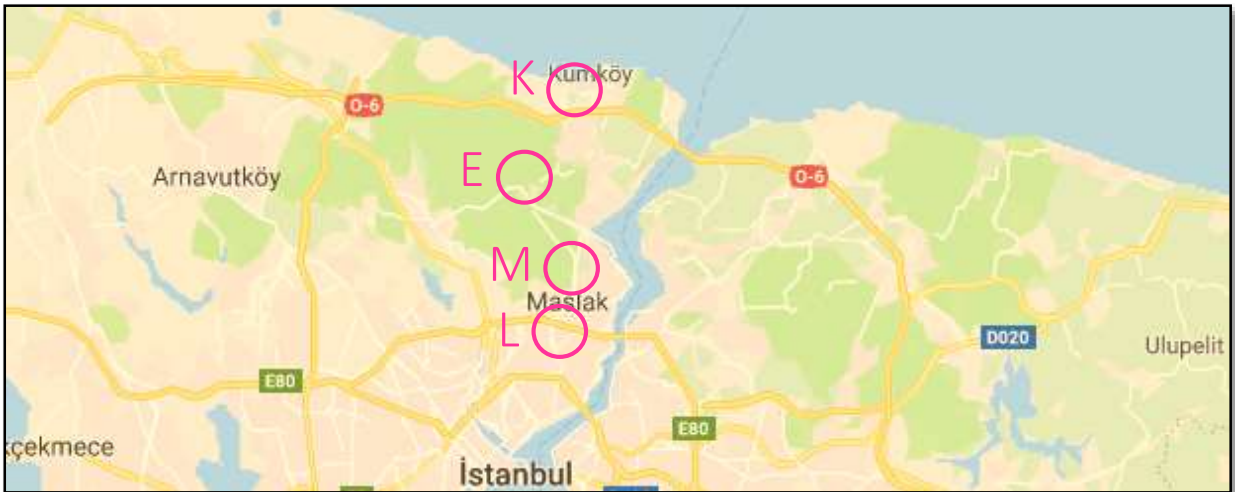 Kumköy
K
O-6
E
Arnavutköy
O-6
M
Maslak
L
D020
Ulupelit
E80
E80
kçekmece
İstanbul